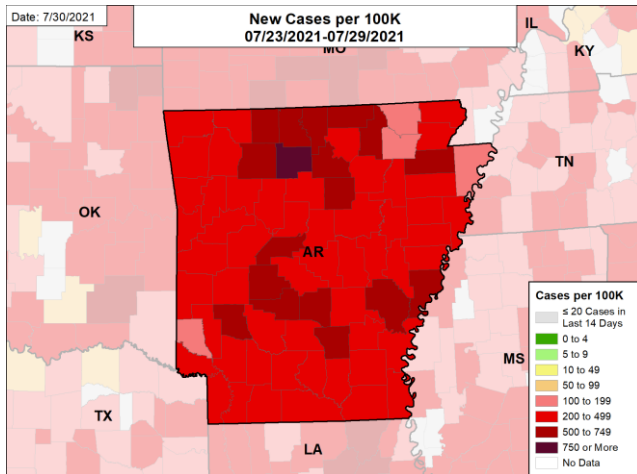 Date: 7/30/2021
New Cases per 100K
07/23/2021-07/29/2021
KS
MO
IL
KY
OK
AR
TN
MS
TX
LA
Cases per 100K
≤ 20 Cases in
Last 14 Days
0 to 4
5 to 9
10 to 49
50 to 99
100 to 199
200 to 499
500 to 749
750 or More
No Data